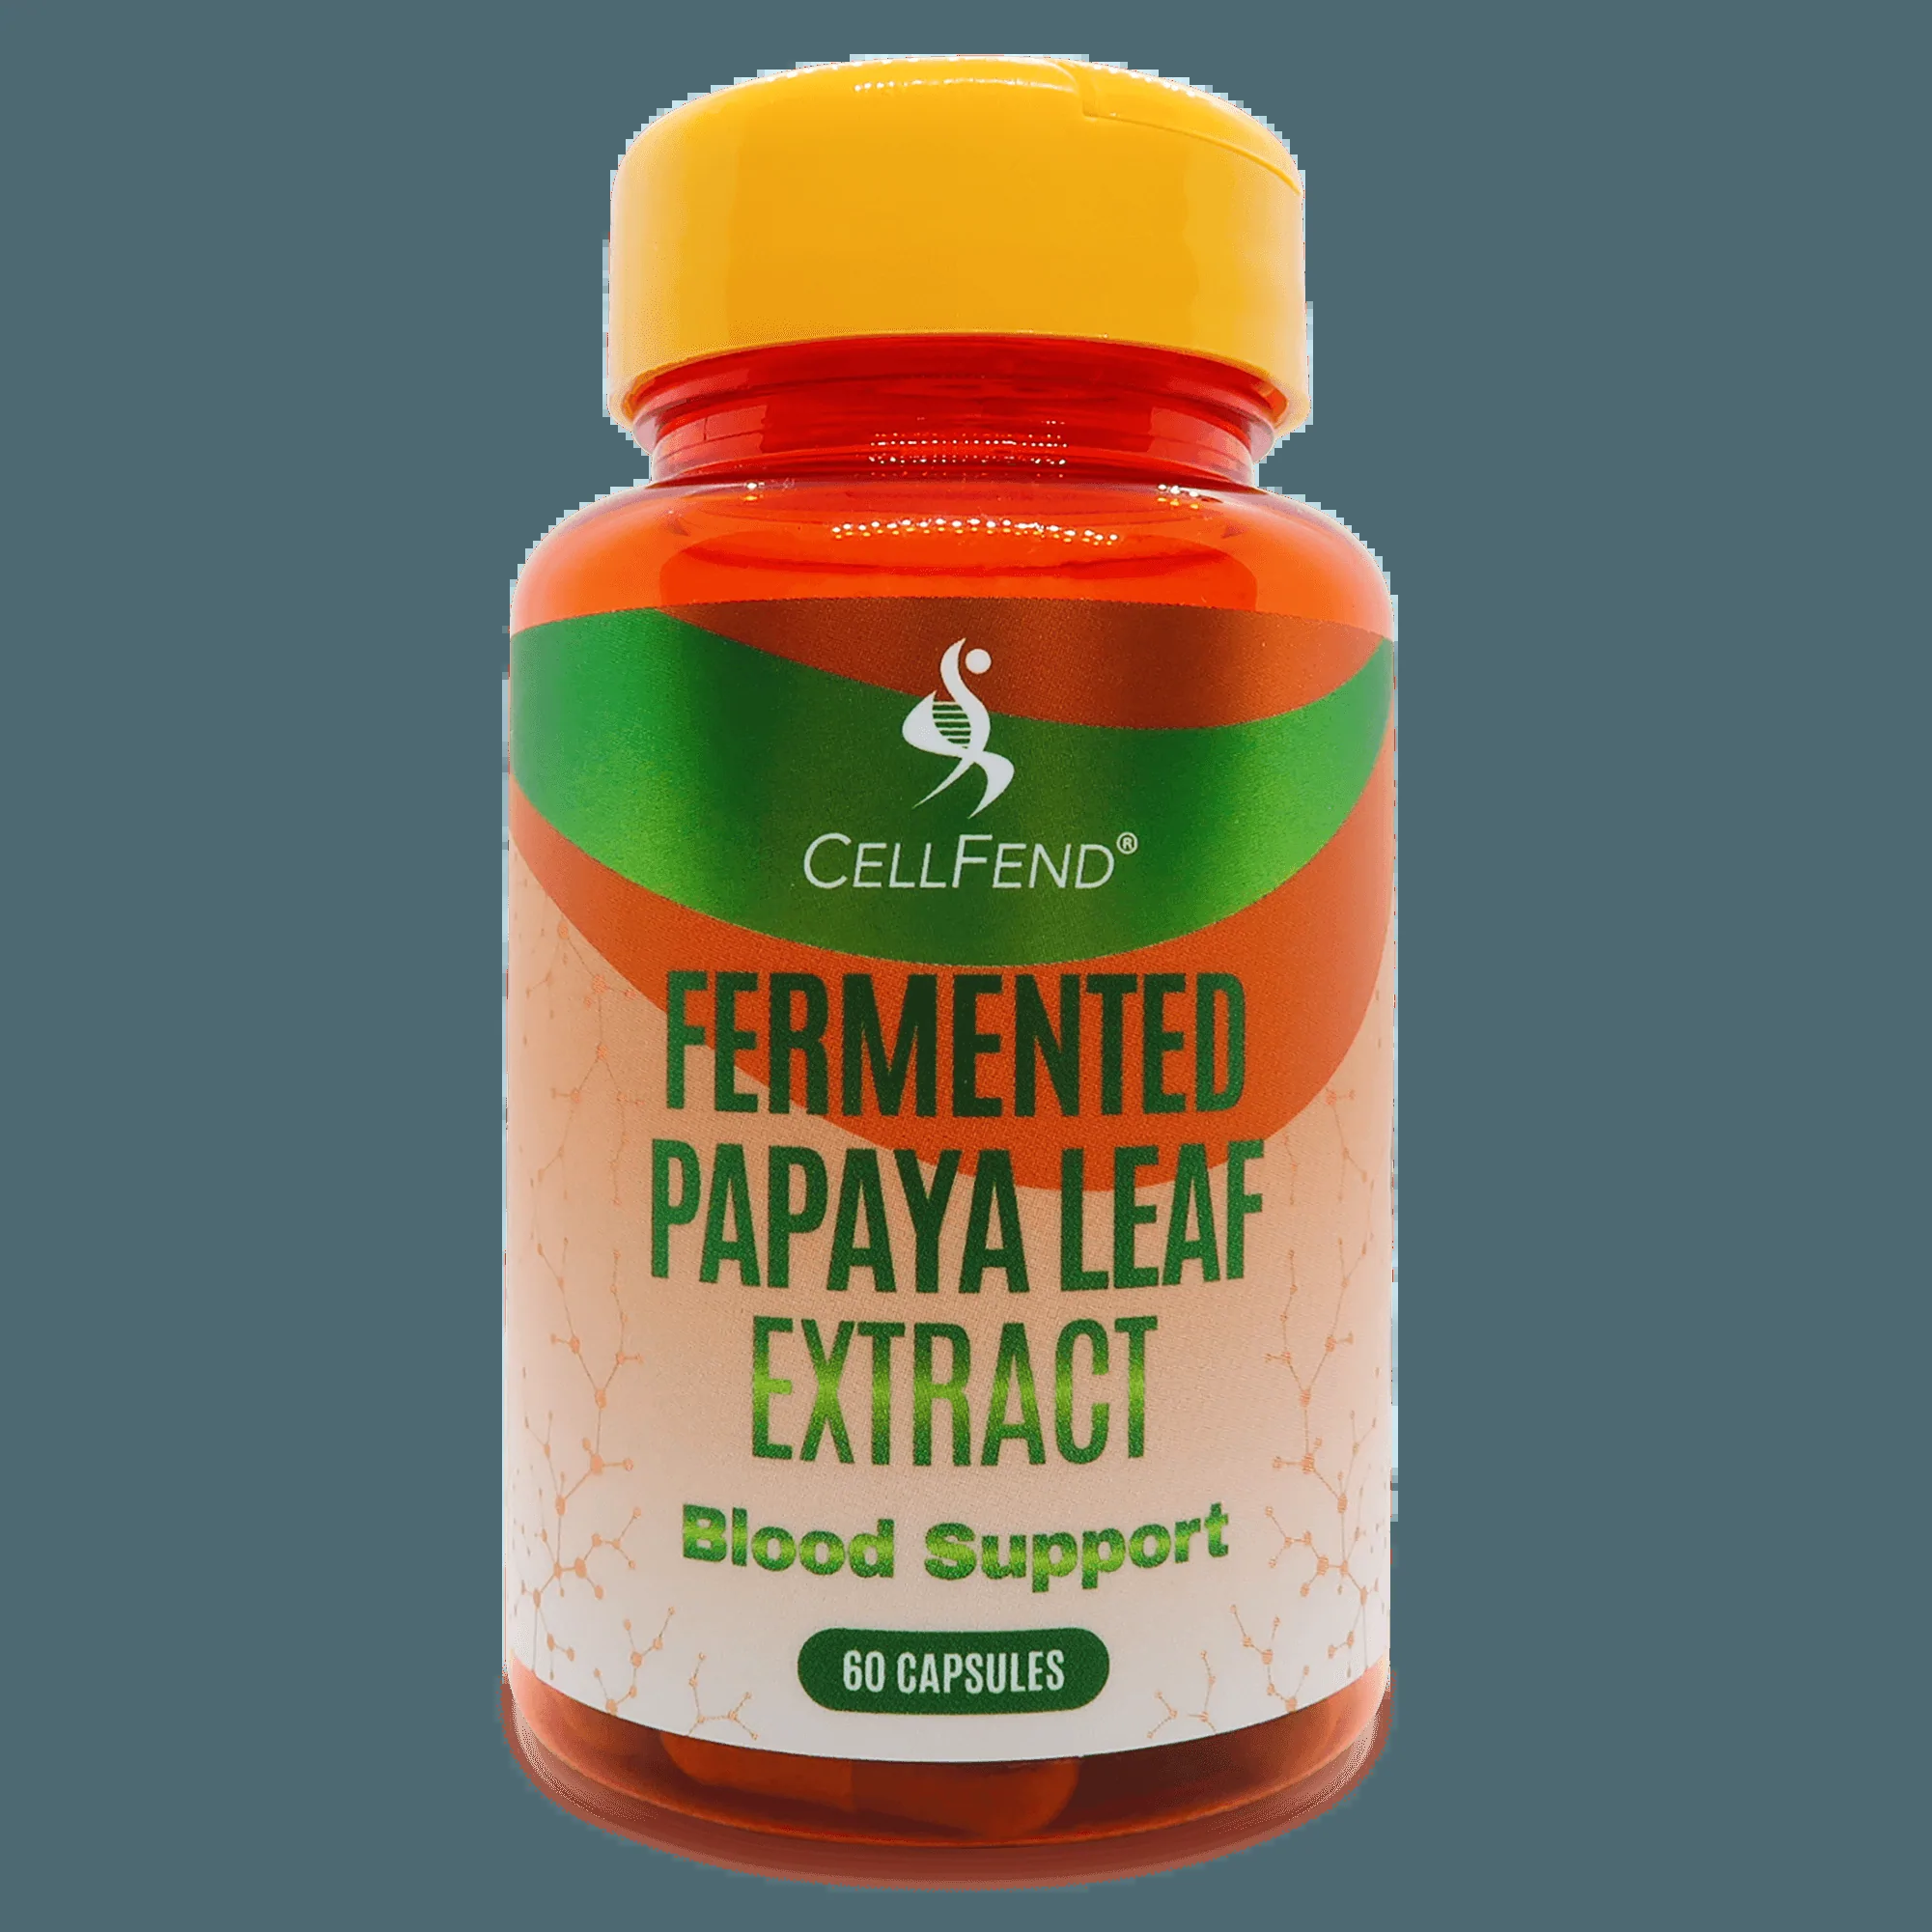 CELLFEND®
FERMENTED
PAPAYA LEAF
EXTRACT
Blood Support
60 CAPSULES